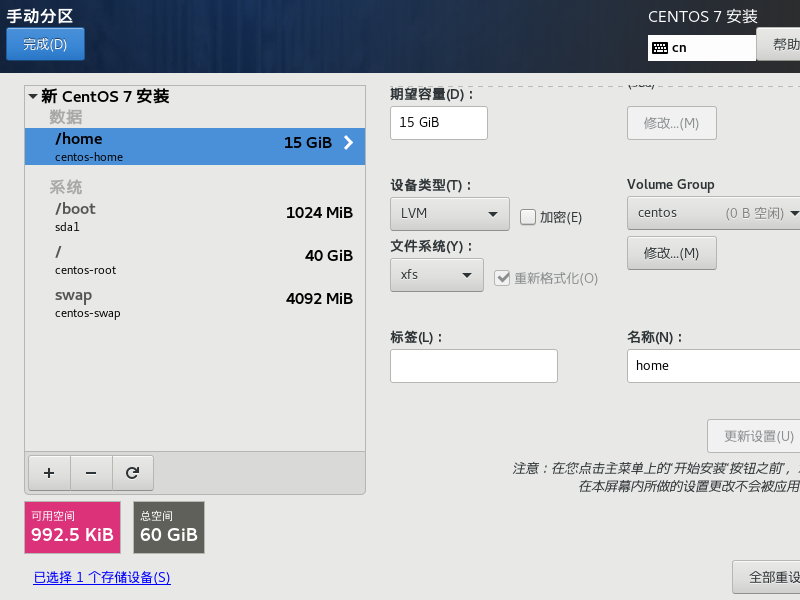 手动分区
CENTOS 7 安装
完成(D)
cn
帮助
新 CentOS 7 安装
数据
/home
15 GiB
centos-home
系统
/boot
1024 MiB
sda1
/
40 GiB
centos-root
swap
4092 MiB
centos-swap
+ −
可用空间
992.5 KiB
总空间
60 GiB
已选择 1 个存储设备(S)
期望容量(D)：
15 GiB
修改...(M)
设备类型(T)：
LVM
加密(E)
Volume Group
centos (0 B 空闲)
修改...(M)
文件系统(Y)：
xfs
重新格式化(O)
标签(L)：
名称(N)：
home
更新设置(U)
注意：在您点击主菜单上的'开始安装'按钮之前'，
在本屏幕内所做的设置更改不会被应用
全部重设